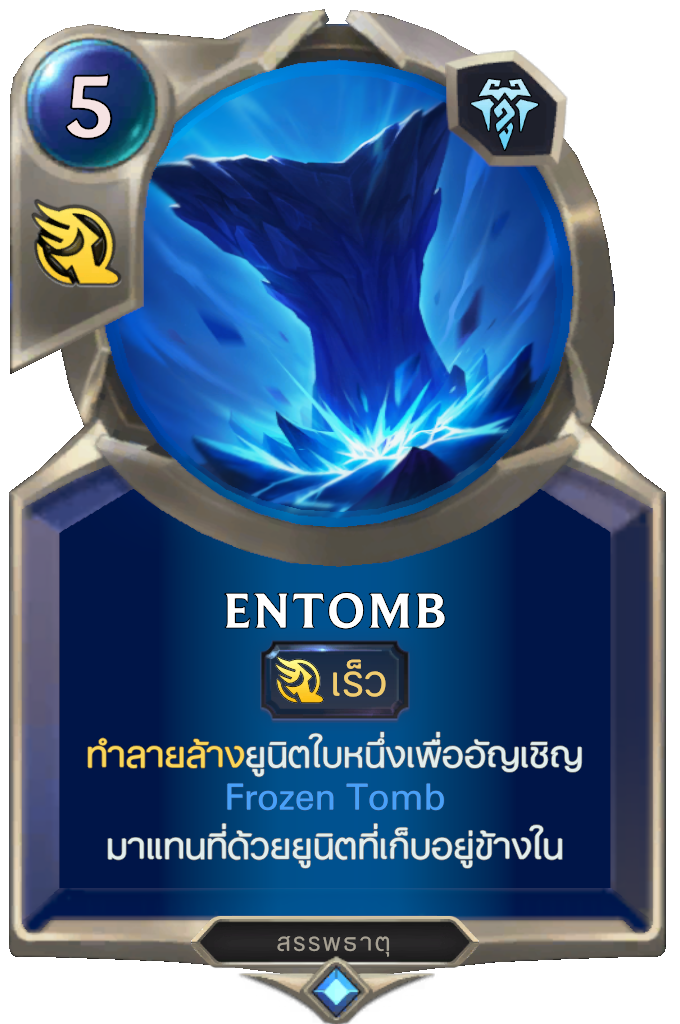 5
ENTOMB
เร็ว
ทำลายล้างยูนิตใบหนึ่งเพื่ออัญเชิญ
Frozen Tomb
มาแทนที่ด้วยยูนิตที่เก็บอยู่ข้างใน
สรรพธาตุ